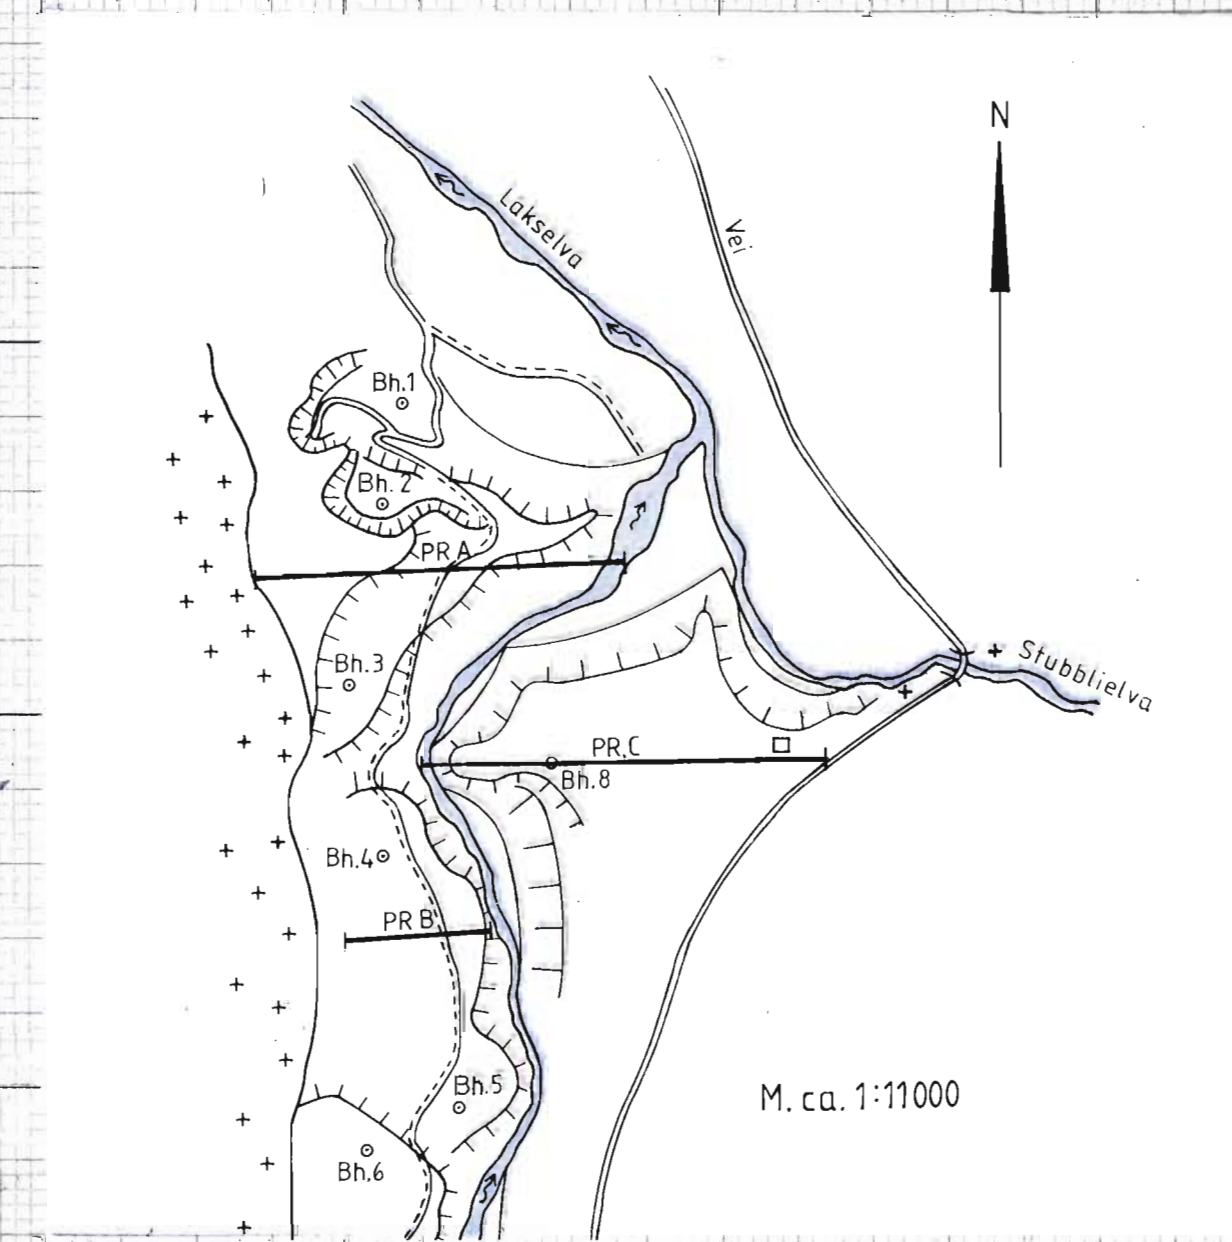 N
Lakselva
Vei
Bh.1
Bh. 2
PR A
Bh.3
Stubblielva
PR.C
Bh.8
Bh.4
PR B
Bh.5
M. ca. 1:11000
Bh.6